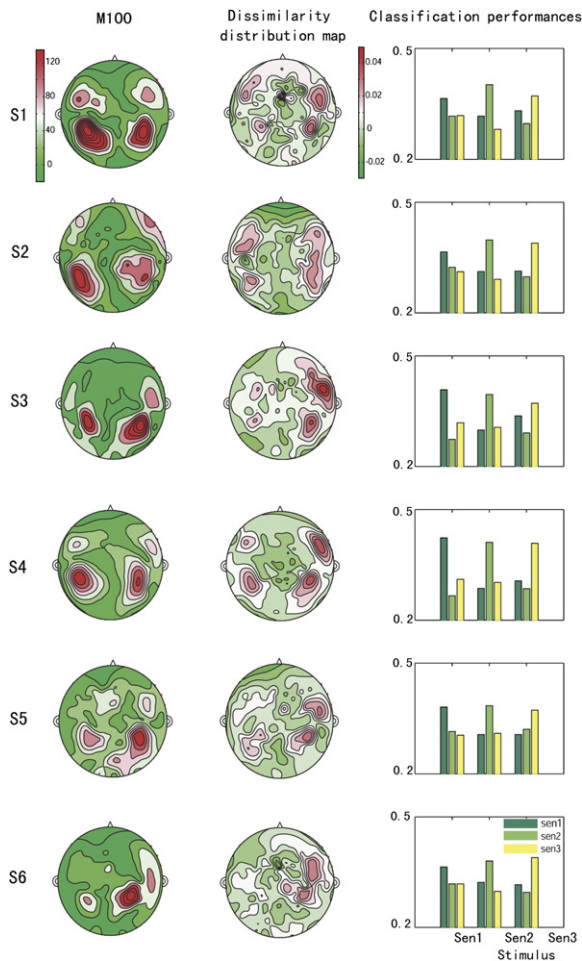 M100
Dissimilarity
distribution map
Classification performances
S1
120
80
40
0
0.04
0.02
0
-0.02
0.5
0.2
S2
0.5
0.2
S3
0.5
0.2
S4
0.5
0.2
S5
0.5
0.2
S6
0.5
sen1
sen2
sen3
0.2
Sen1 Sen2 Sen3
Stimulus